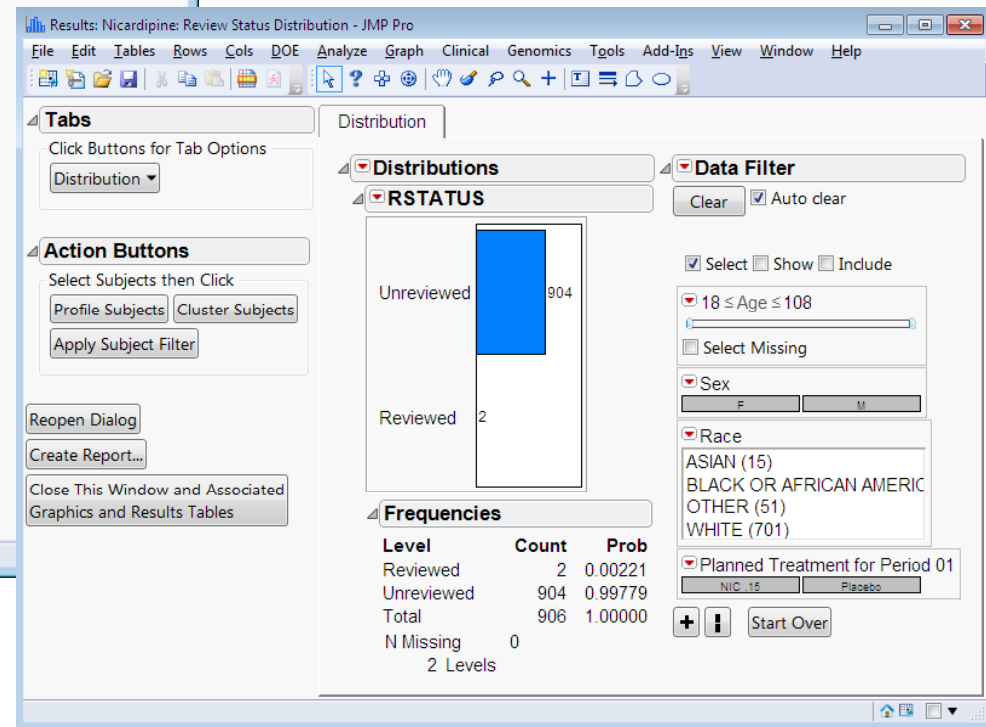 Results: Nicardipine: Review Status Distribution - JMP Pro
File Edit Tables Rows Cols DOE Analyze Graph Clinical Genomics Tools Add-Ins View Window Help
Tabs
Click Buttons for Tab Options
Distribution
Action Buttons
Select Subjects then Click
Profile Subjects Cluster Subjects
Apply Subject Filter
Reopen Dialog
Create Report...
Close This Window and Associated
Graphics and Results Tables
Distribution
Distributions
RSTATUS
Unreviewed 904
Reviewed 2
Frequencies
Level Count Prob
Reviewed 2 0.00221
Unreviewed 904 0.99779
Total 906 1.00000
N Missing 0
2 Levels
Data Filter
Clear Auto clear
Select Show Include
18 ≤ Age ≤ 108
Select Missing
Sex
F M
Race
ASIAN (15)
BLACK OR AFRICAN AMERIC
OTHER (51)
WHITE (701)
Planned Treatment for Period 01
NIC .15 Placebo
Start Over